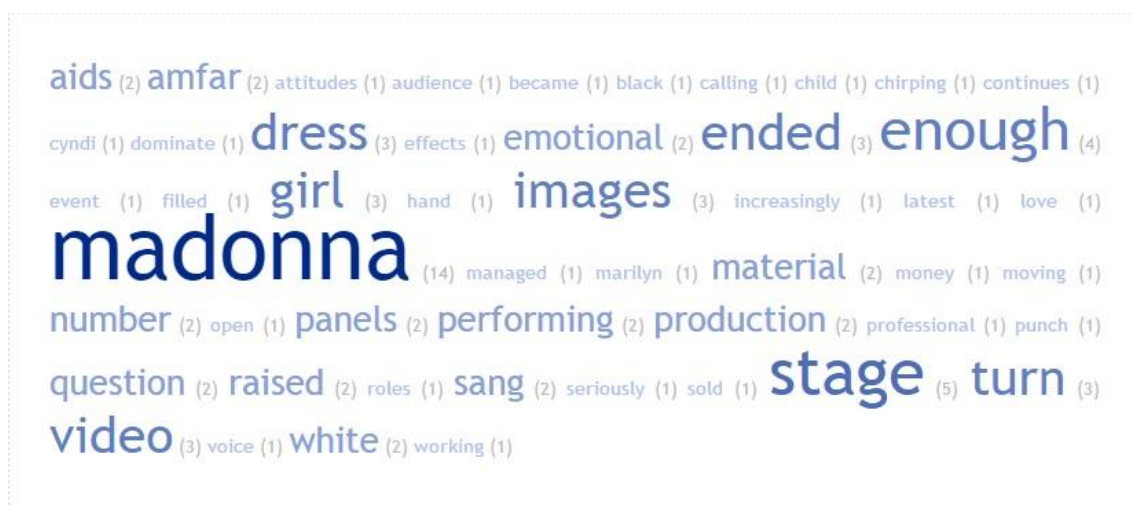 aids (2) amfar (2) attitudes (1) audience (1) became (1) black (1) calling (1) child (1) chirping (1) continues (1)
cyndi (1) dominate (1) dress (3) effects (1) emotional (2) ended (3) enough (4)
event (1) filled (1) girl (3) hand (1) images (3) increasingly (1) latest (1) love (1)
madonna (14) managed (1) marilyn (1) material (2) money (1) moving (1)
number (2) open (1) panels (2) performing (2) production (2) professional (1) punch (1)
question (2) raised (2) roles (1) sang (2) seriously (1) sold (1) stage (5) turn (3)
video (3) voice (1) white (2) working (1)